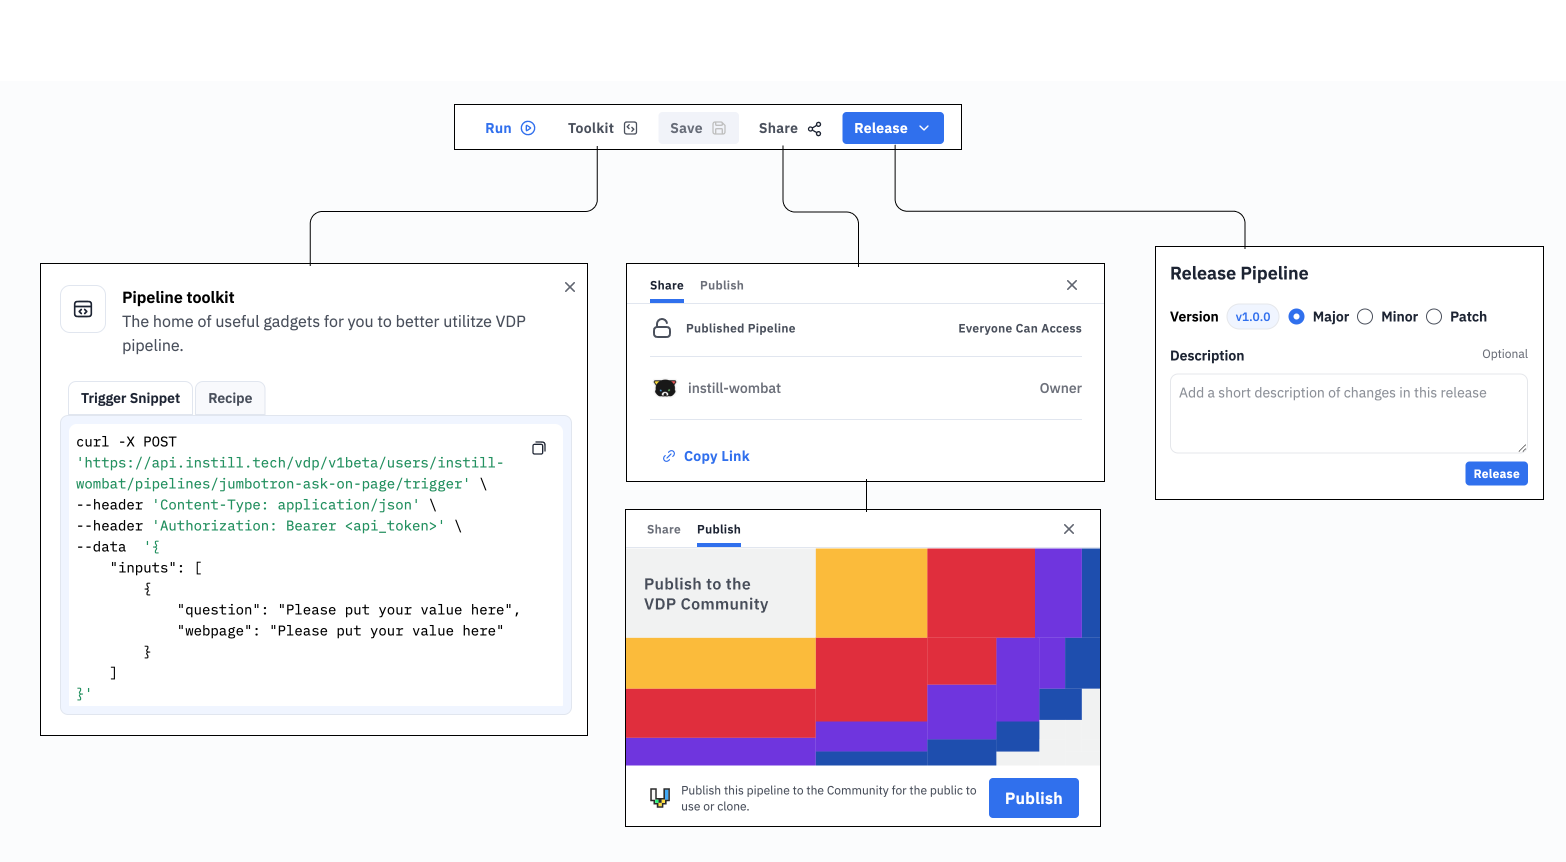 Run Toolkit Save Share Release
Pipeline toolkit
The home of useful gadgets for you to better utilitze VDP
pipeline.
Trigger Snippet Recipe
curl -X POST
'https://api.instill.tech/vdp/v1beta/users/instill-
wombat/pipelines/jumbotron-ask-on-page/trigger' \
--header 'Content-Type: application/json' \
--header 'Authorization: Bearer <api_token>' \
--data '{
"inputs": [
{
"question": "Please put your value here",
"webpage": "Please put your value here"
}
]
}'
Share Publish
Published Pipeline Everyone Can Access
instill-wombat Owner
Copy Link
Share Publish
Publish to the
VDP Community
Publish this pipeline to the Community for the public to
use or clone.
Publish
Release Pipeline
Version v1.0.0 Major Minor Patch
Description Optional
Add a short description of changes in this release
Release